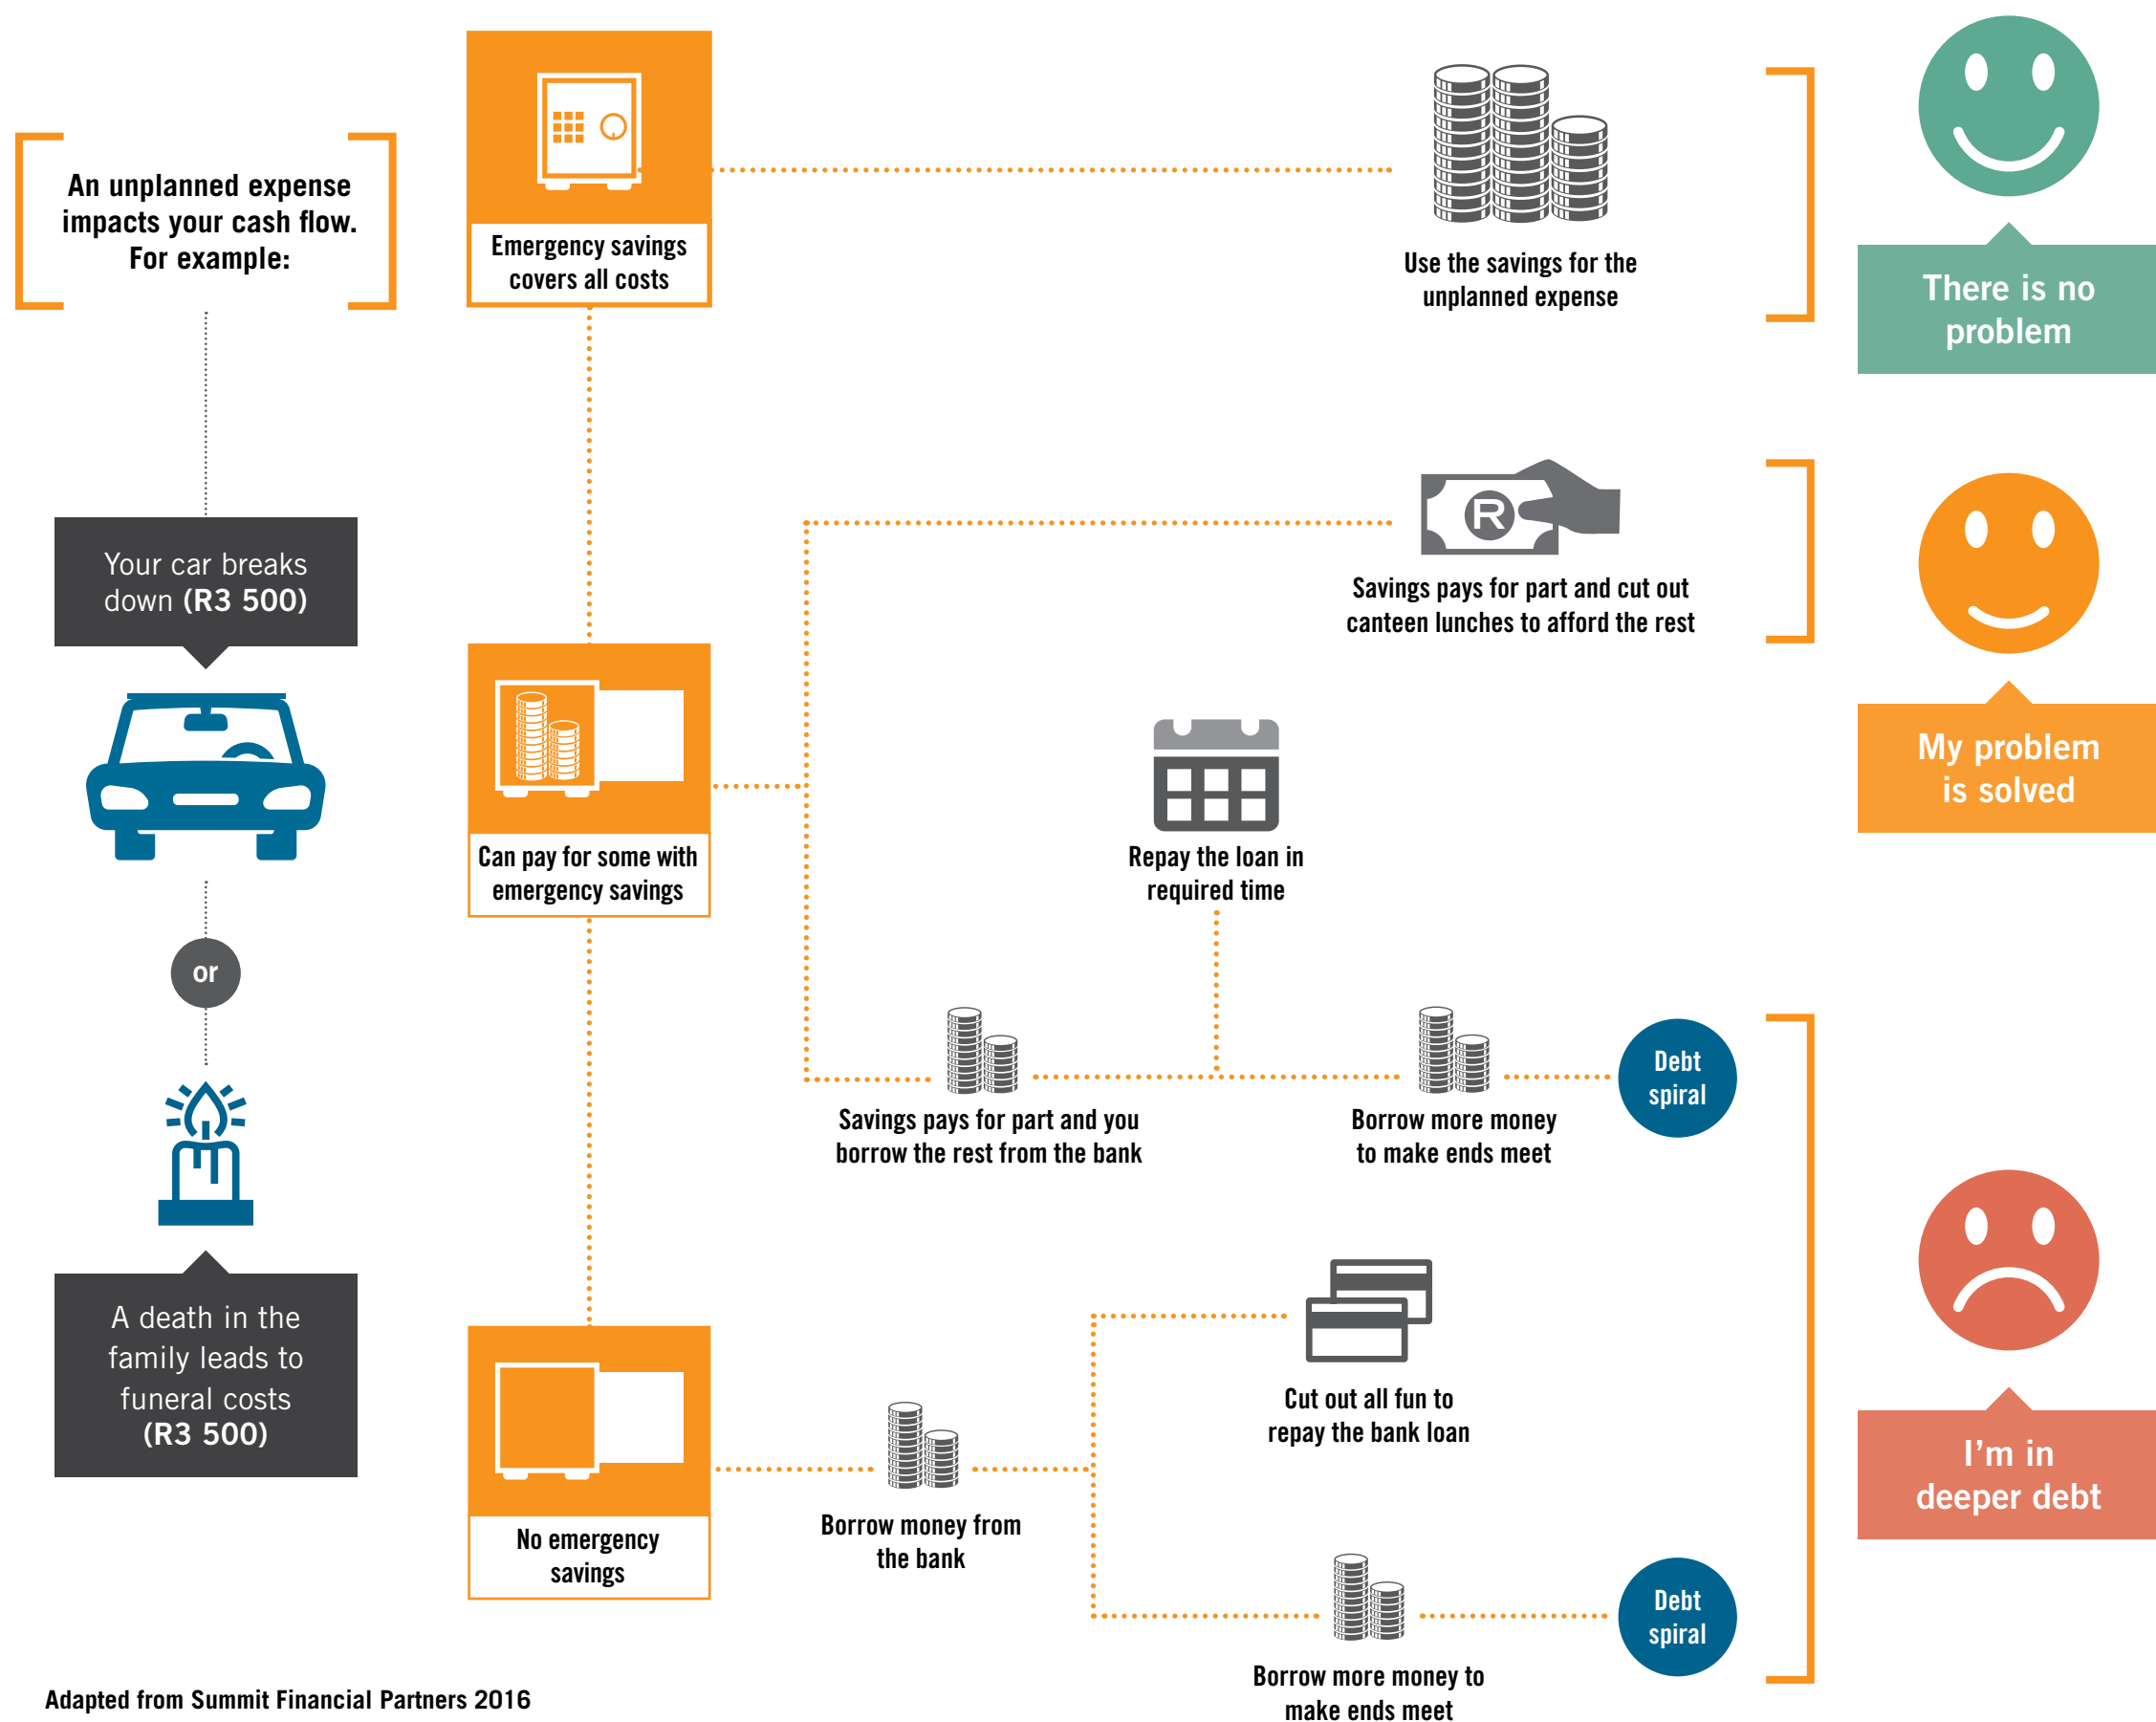 An unplanned expense
impacts your cash flow.
For example:
Your car breaks
down (R3 500)
or
A death in the
family leads to
funeral costs
(R3 500)
Emergency savings
covers all costs
Use the savings for the
unplanned expense
There is no
problem
Can pay for some with
emergency savings
R
Savings pays for part and cut out
canteen lunches to afford the rest
My problem
is solved
Repay the loan in
required time
Savings pays for part and you
borrow the rest from the bank
Borrow more money
to make ends meet
Debt
spiral
No emergency
savings
Borrow money from
the bank
Cut out all fun to
repay the bank loan
Borrow more money to
make ends meet
Debt
spiral
I'm in
deeper debt
Adapted from Summit Financial Partners 2016